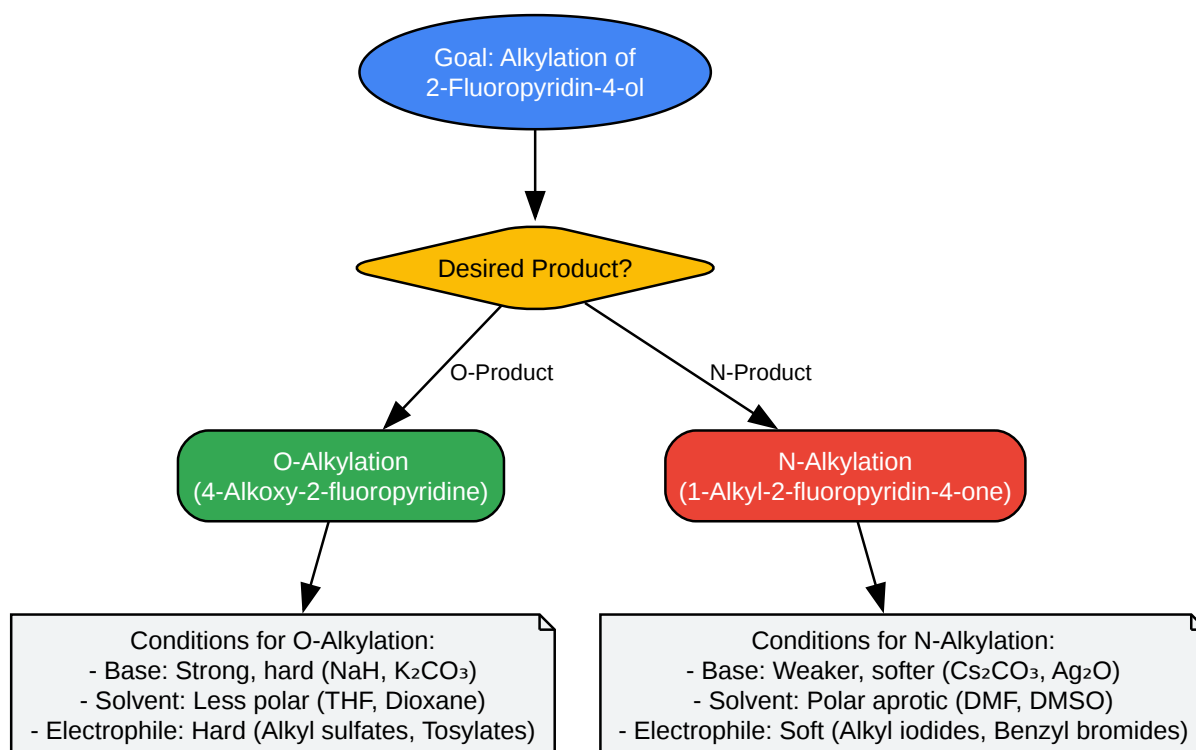 Goal: Alkylation of
2-Fluoropyridin-4-ol
Desired Product?
O-Product
N-Product
O-Alkylation
(4-Alkoxy-2-fluoropyridine)
N-Alkylation
(1-Alkyl-2-fluoropyridin-4-one)
Conditions for O-Alkylation:
- Base: Strong, hard (NaH, K₂CO₃)
- Solvent: Less polar (THF, Dioxane)
- Electrophile: Hard (Alkyl sulfates, Tosylates)
Conditions for N-Alkylation:
- Base: Weaker, softer (Cs₂CO₃, Ag₂O)
- Solvent: Polar aprotic (DMF, DMSO)
- Electrophile: Soft (Alkyl iodides, Benzyl bromides)